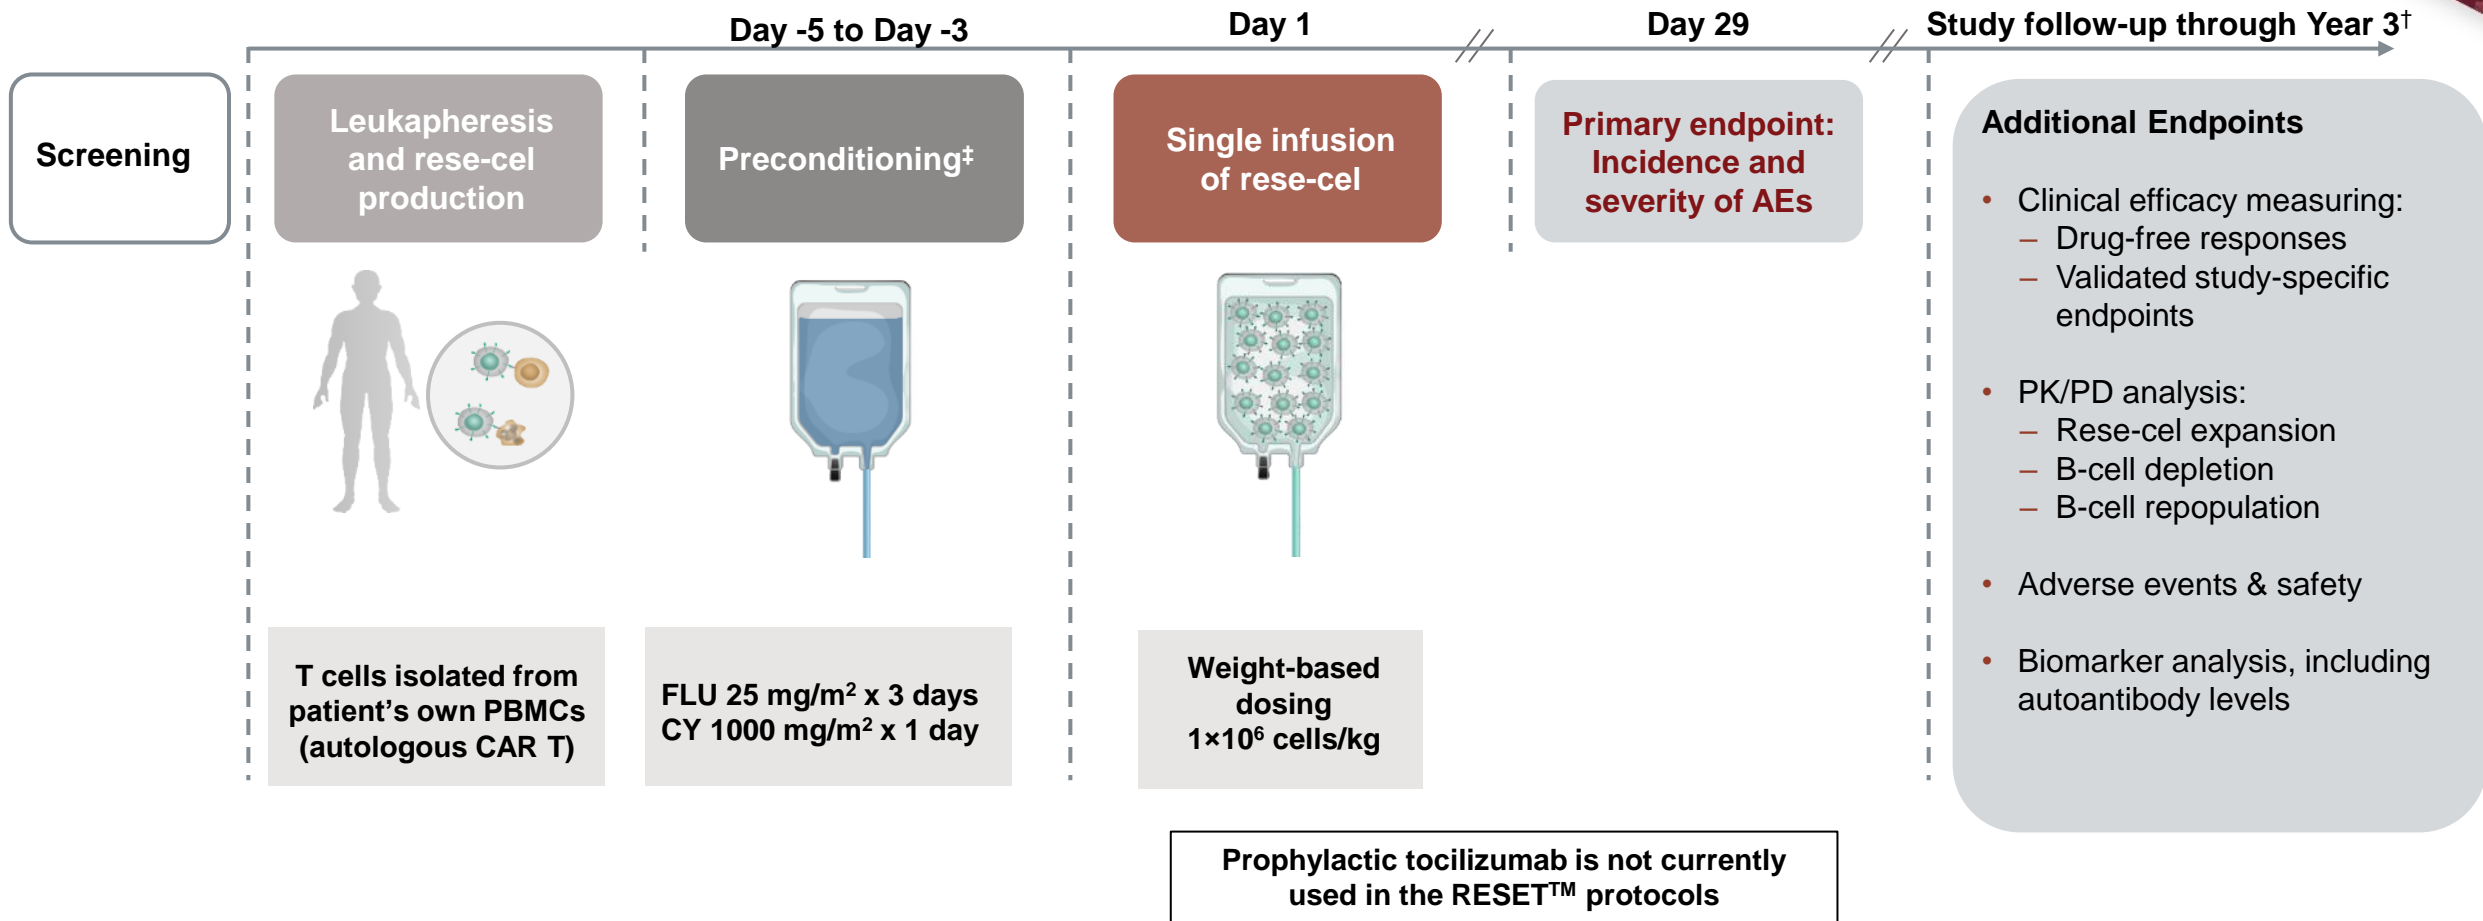 Day -5 to Day -3
Day 1
Day 29
Study follow-up through Year 3†
Screening
Leukapheresis
and rese-cel
production
Preconditioning‡
Single infusion
of rese-cel
Primary endpoint:
Incidence and
severity of AEs
T cells isolated from
patient’s own PBMCs
(autologous CAR T)
FLU 25 mg/m² x 3 days
CY 1000 mg/m² x 1 day
Weight-based
dosing
1×10⁶ cells/kg
Prophylactic tocilizumab is not currently
used in the RESET™ protocols
Additional Endpoints
• Clinical efficacy measuring:
– Drug-free responses
– Validated study-specific
endpoints
• PK/PD analysis:
– Rese-cel expansion
– B-cell depletion
– B-cell repopulation
• Adverse events & safety
• Biomarker analysis, including
autoantibody levels